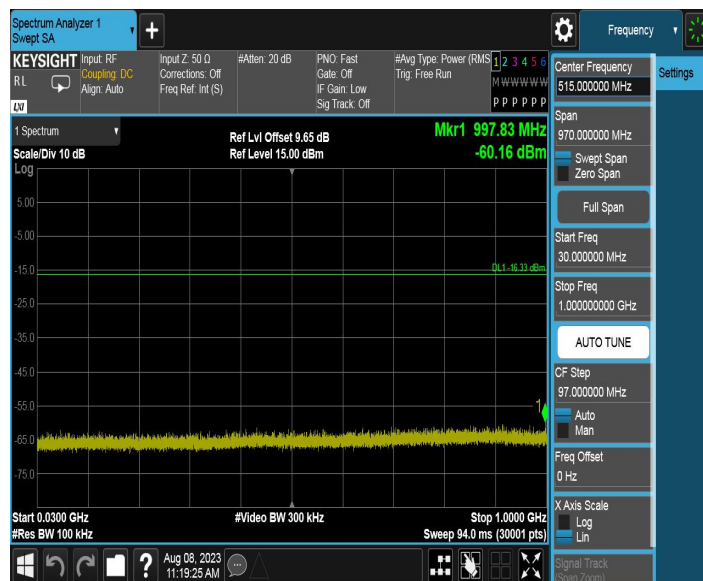 Spectrum Analyzer 1
Swept SA
+
Frequency
KEYSIGHT
RL
LXI
Input: RF
Coupling: DC
Align: Auto
Input Z: 50 Ω
Corrections: Off
Freq Ref: Int (S)
#Atten: 20 dB
PNO: Fast
Gate: Off
IF Gain: Low
Sig Track: Off
#Avg Type: Power (RMS
Trig: Free Run
1 2 3 4 5 6
M W W W W W
P P P P P P
1 Spectrum
Scale/Div 10 dB
Log
Ref Lvl Offset 9.65 dB
Ref Level 15.00 dBm
Mkr1 997.83 MHz
-60.16 dBm
5.00
-5.00
-15.0
DL1 -16.33 dBm
-25.0
-35.0
-45.0
-55.0
1
-65.0
-75.0
Start 0.0300 GHz
#Res BW 100 kHz
#Video BW 300 kHz
Stop 1.0000 GHz
Sweep 94.0 ms (30001 pts)
Center Frequency
515.000000 MHz
Settings
Span
970.000000 MHz
Swept Span
Zero Span
Full Span
Start Freq
30.000000 MHz
Stop Freq
1.000000000 GHz
AUTO TUNE
CF Step
97.000000 MHz
Auto
Man
Freq Offset
0 Hz
X Axis Scale
Log
Lin
Signal Track
(Span Zoom)
?
Aug 08, 2023
11:19:25 AM